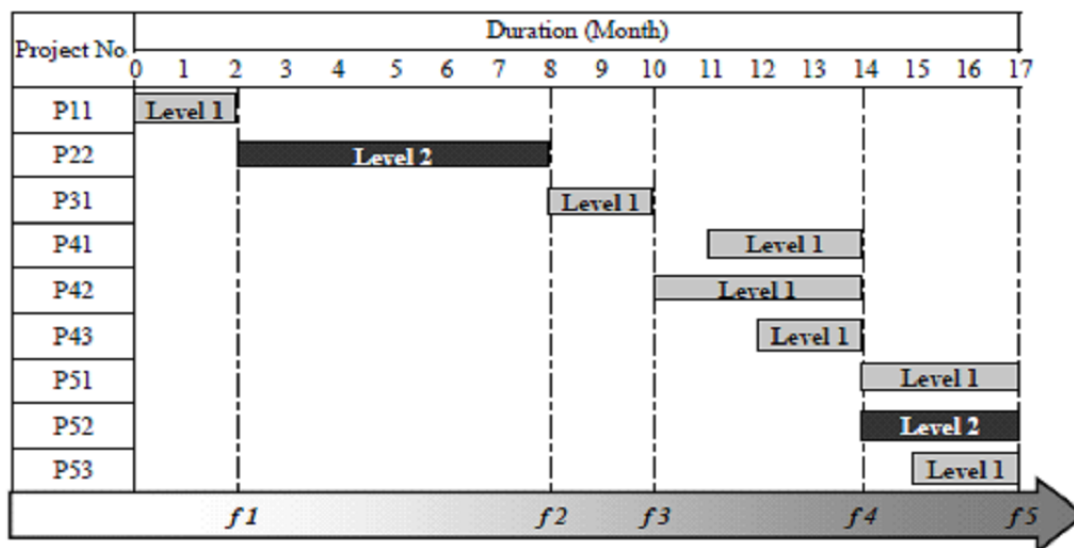 Duration (Month)
Project No
0 1 2 3 4 5 6 7 8 9 10 11 12 13 14 15 16 17
P11 Level 1
P22 Level 2
P31 Level 1
P41 Level 1
P42 Level 1
P43 Level 1
P51 Level 1
P52 Level 2
P53 Level 1
f1 f2 f3 f4 f5